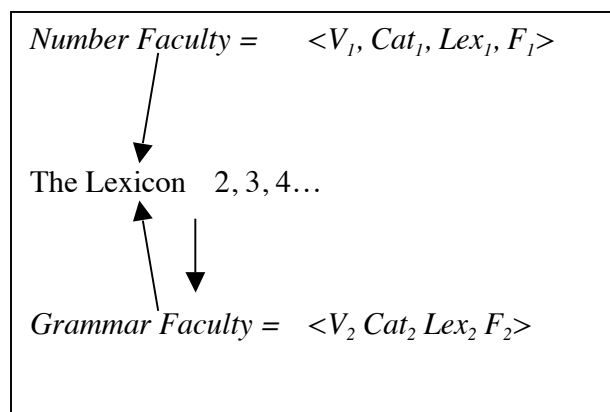 Number Faculty = <V₁, Cat₁, Lex₁, F₁>
The Lexicon 2, 3, 4…
Grammar Faculty = <V₂ Cat₂ Lex₂ F₂>